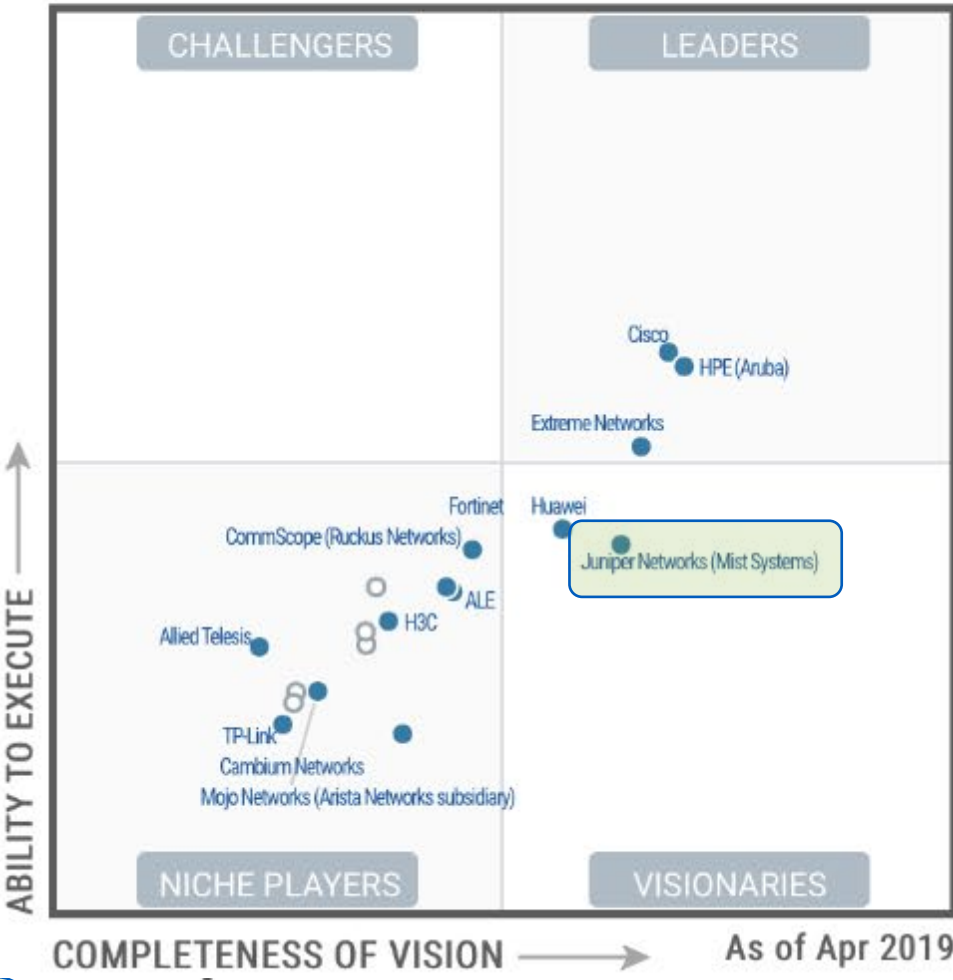 CHALLENGERS
LEADERS
Cisco
HPE (Aruba)
Extreme Networks
Fortinet
Huawei
CommScope (Ruckus Networks)
Juniper Networks (Mist Systems)
ALE
H3C
Allied Telesis
TP-Link
Cambium Networks
Mojo Networks (Arista Networks subsidiary)
NICHE PLAYERS
VISIONARIES
ABILITY TO EXECUTE
COMPLETENESS OF VISION
As of Apr 2019